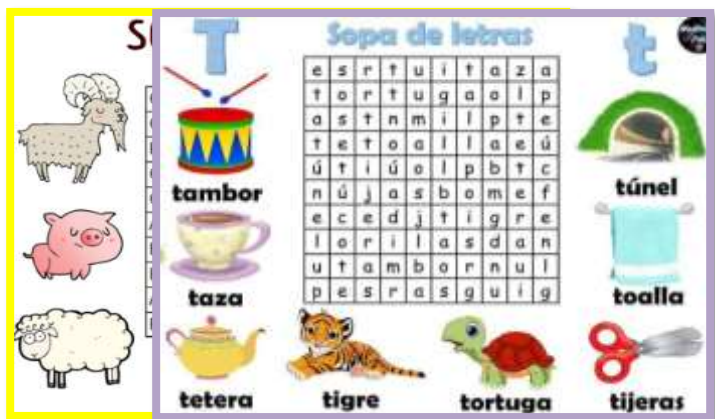 T
Sopa de letras
t
e s r t u i t a z a
t o r t u g a o l p
a s t n m i l p t e
t e t o a l l a e ú
ú t i ú o l p b t c
n ú j a s b o m e f
e c e d j t i g r e
l o r i l a s d a n
u t a m b o r n u l
p e s r a s g u i g
tambor
túnel
taza
toalla
tetera
tigre
tortuga
tijeras